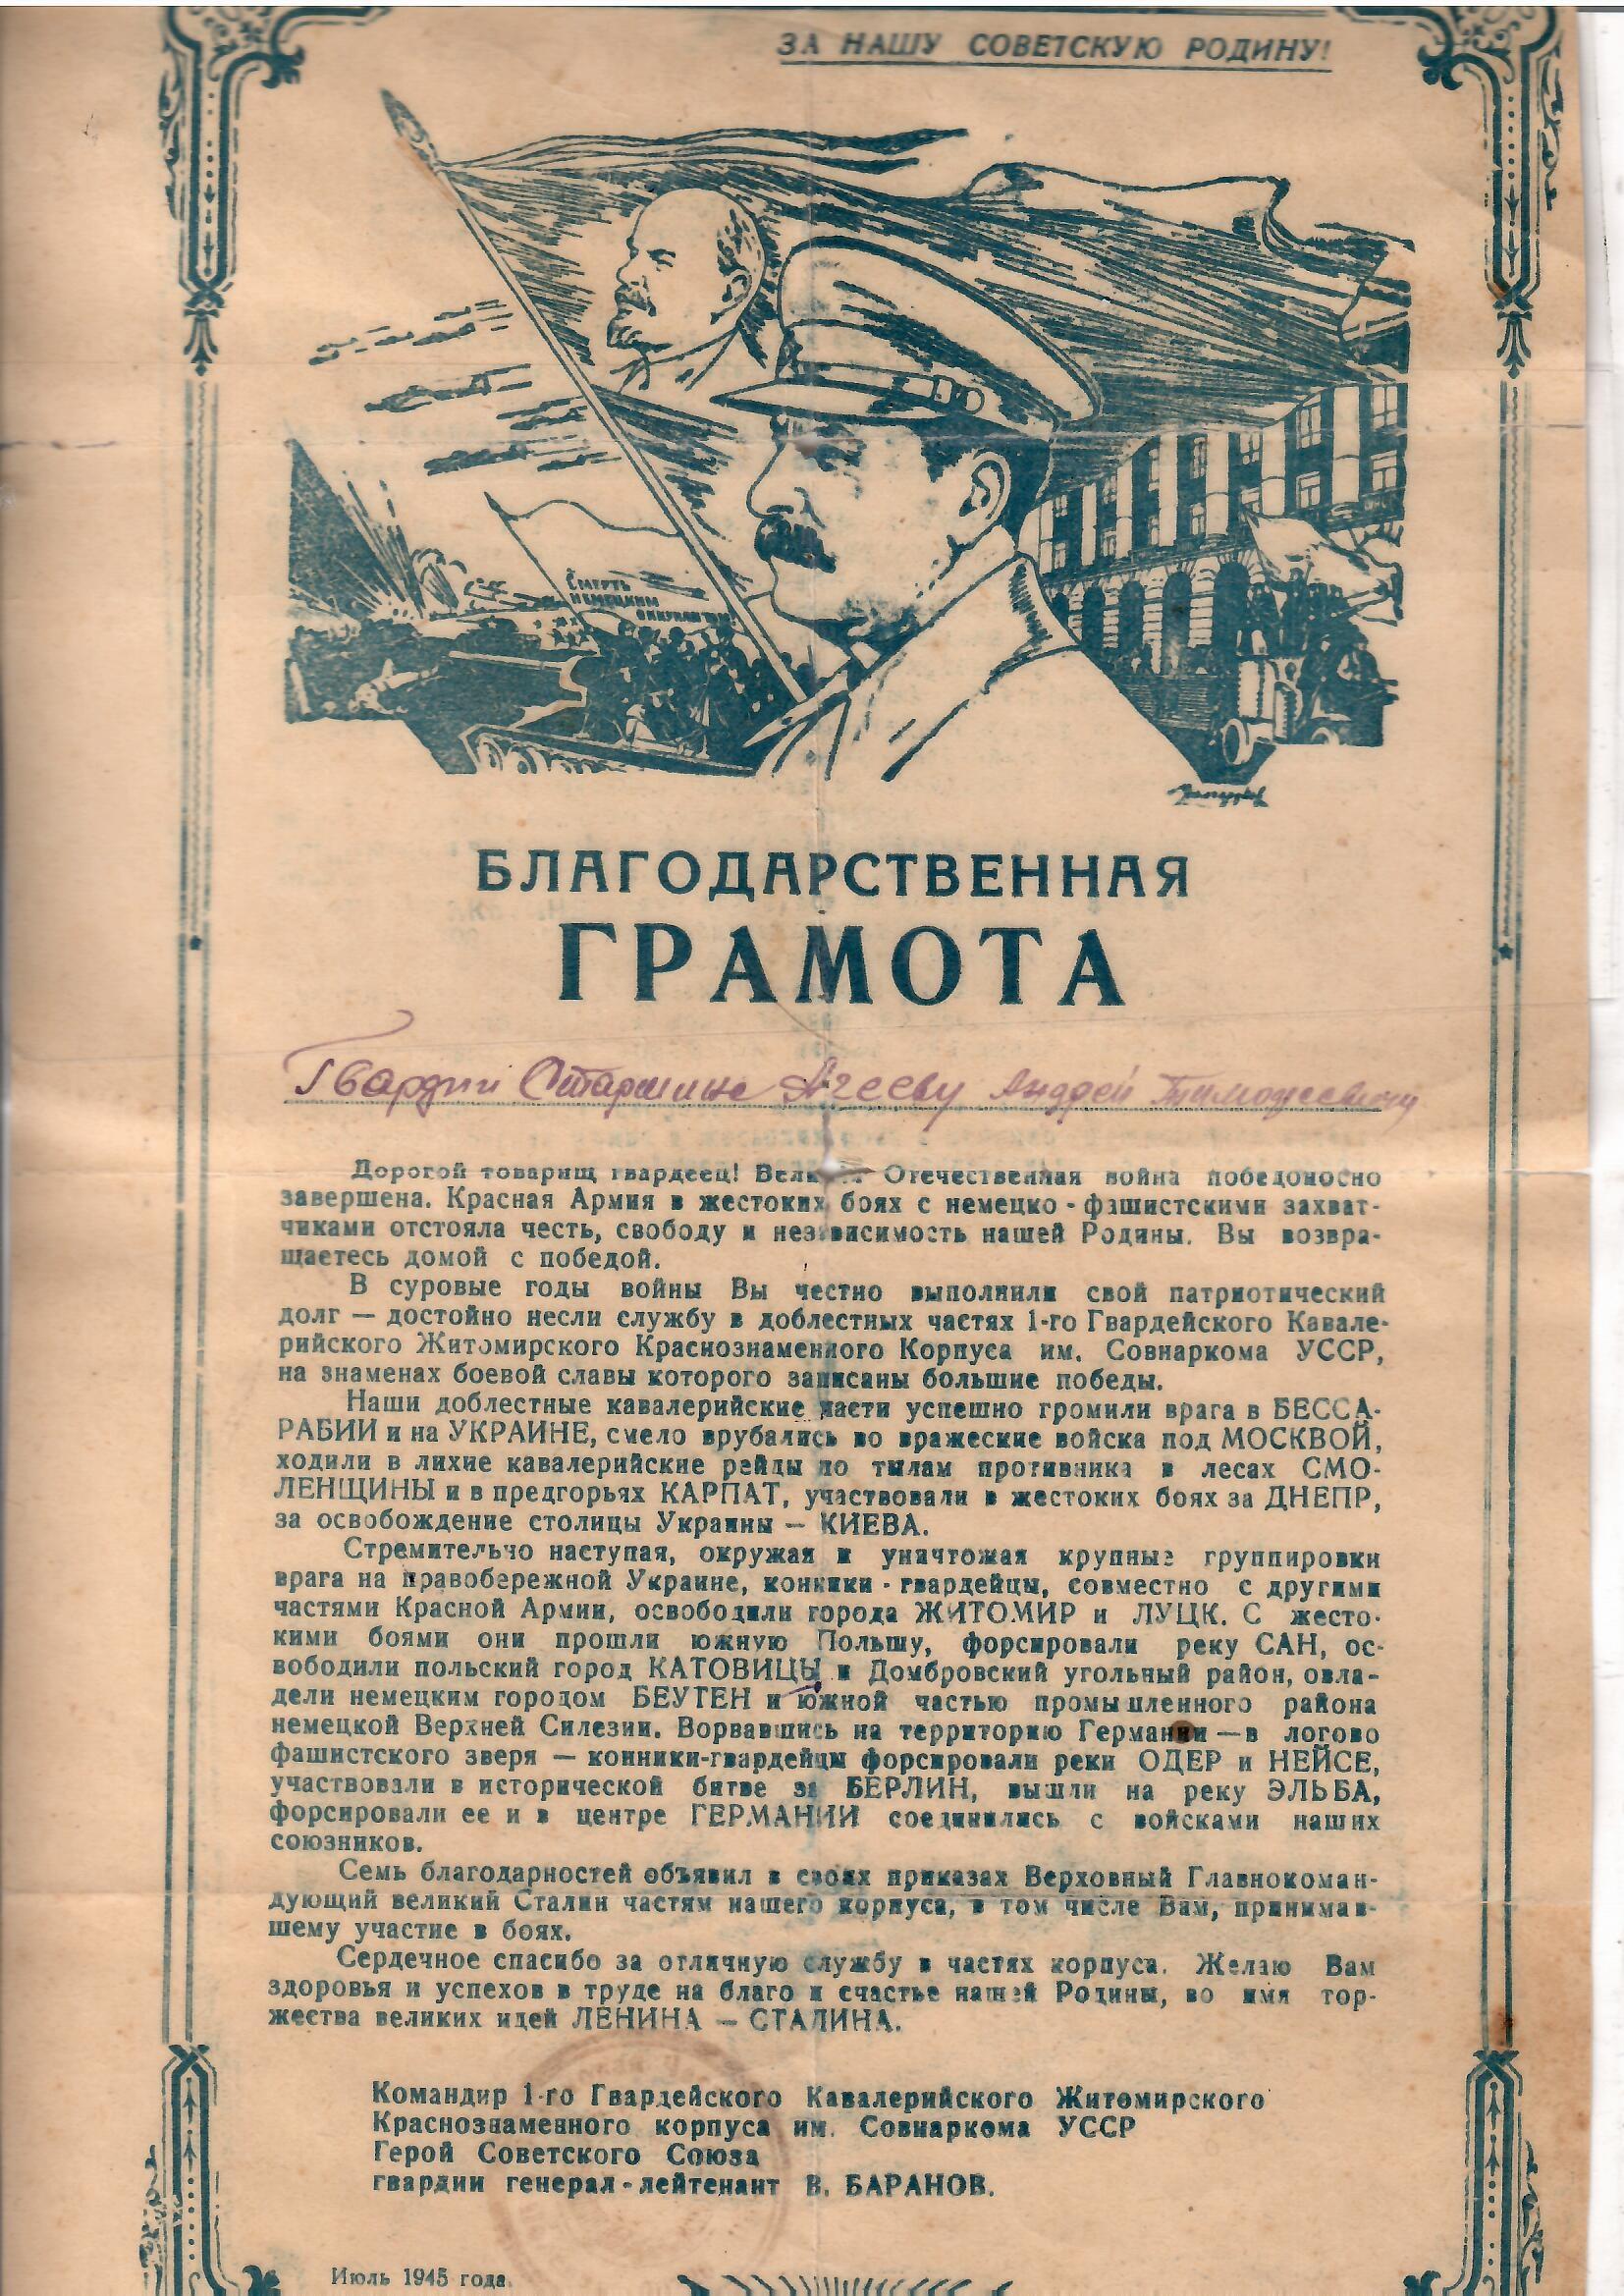 ЗА НАШУ СОВЕТСКУЮ РОДИНУ!
СМЕРТЬ
НЕМЕЦКИМ
БЛАГОДАРСТВЕННАЯ
ГРАМОТА
Гвардии Старшине Агееву Андрей Тимофеевичу
Дорогой товарищ гвардеец! Отечественная война победоносно
завершена. Красная Армия в жестоких боях с немецко-фашистскими захват-
чиками отстояла честь, свободу и независимость нашей Родины. Вы возвра-
щаетесь домой с победой.
В суровые годы войны Вы честно выполнили свой патриотический
долг — достойно несли службу в доблестных частях 1-го Гвардейского Кавале-
рийского Житомирского Краснознаменного Корпуса им. Совнаркома УССР,
на знаменах боевой славы которого записаны большие победы.
Наши доблестные кавалерийские части успешно громили врага в БЕССА-
РАБИИ и на УКРАИНЕ, смело врубались во вражеские войска под МОСКВОЙ,
ходили в лихие кавалерийские рейды по тылам противника в лесах СМО-
ЛЕНЩИНЫ и в предгорьях КАРПАТ, участвовали в жестоких боях за ДНЕПР,
за освобождение столицы Украины — КИЕВА.
Стремительно наступая, окружая и уничтожая крупные группировки
врага на правобережной Украине, конники-гвардейцы, совместно с другими
частями Красной Армии, освободили города ЖИТОМИР и ЛУЦК. С жесто-
кими боями они прошли южную Польшу, форсировали реку САН, ос-
вободили польский город КАТОВИЦЫ и Домбровский угольный район, овла-
дели немецким городом БЕУТЕН и южной частью промышленного района
немецкой Верхней Силезии. Ворвавшись на территорию Германии — в логово
фашистского зверя — конники-гвардейцы форсировали реки ОДЕР и НЕЙСЕ,
участвовали в исторической битве за БЕРЛИН, вышли на реку ЭЛЬБА,
форсировали ее и в центре ГЕРМАНИИ соединились с войсками наших
союзников.
Семь благодарностей объявил в своих приказах Верховный Главнокоман-
дующий великий Сталин частям нашего корпуса, в том числе Вам, принимав-
шему участие в боях.
Сердечное спасибо за отличную службу в частях корпуса. Желаю Вам
здоровья и успехов в труде на благо и счастье нашей Родины, во имя тор-
жества великих идей ЛЕНИНА — СТАЛИНА.
Командир 1-го Гвардейского Кавалерийского Житомирского
Краснознаменного корпуса им. Совнаркома УССР
Герой Советского Союза
гвардии генерал-лейтенант В. БАРАНОВ.
Июль 1945 года